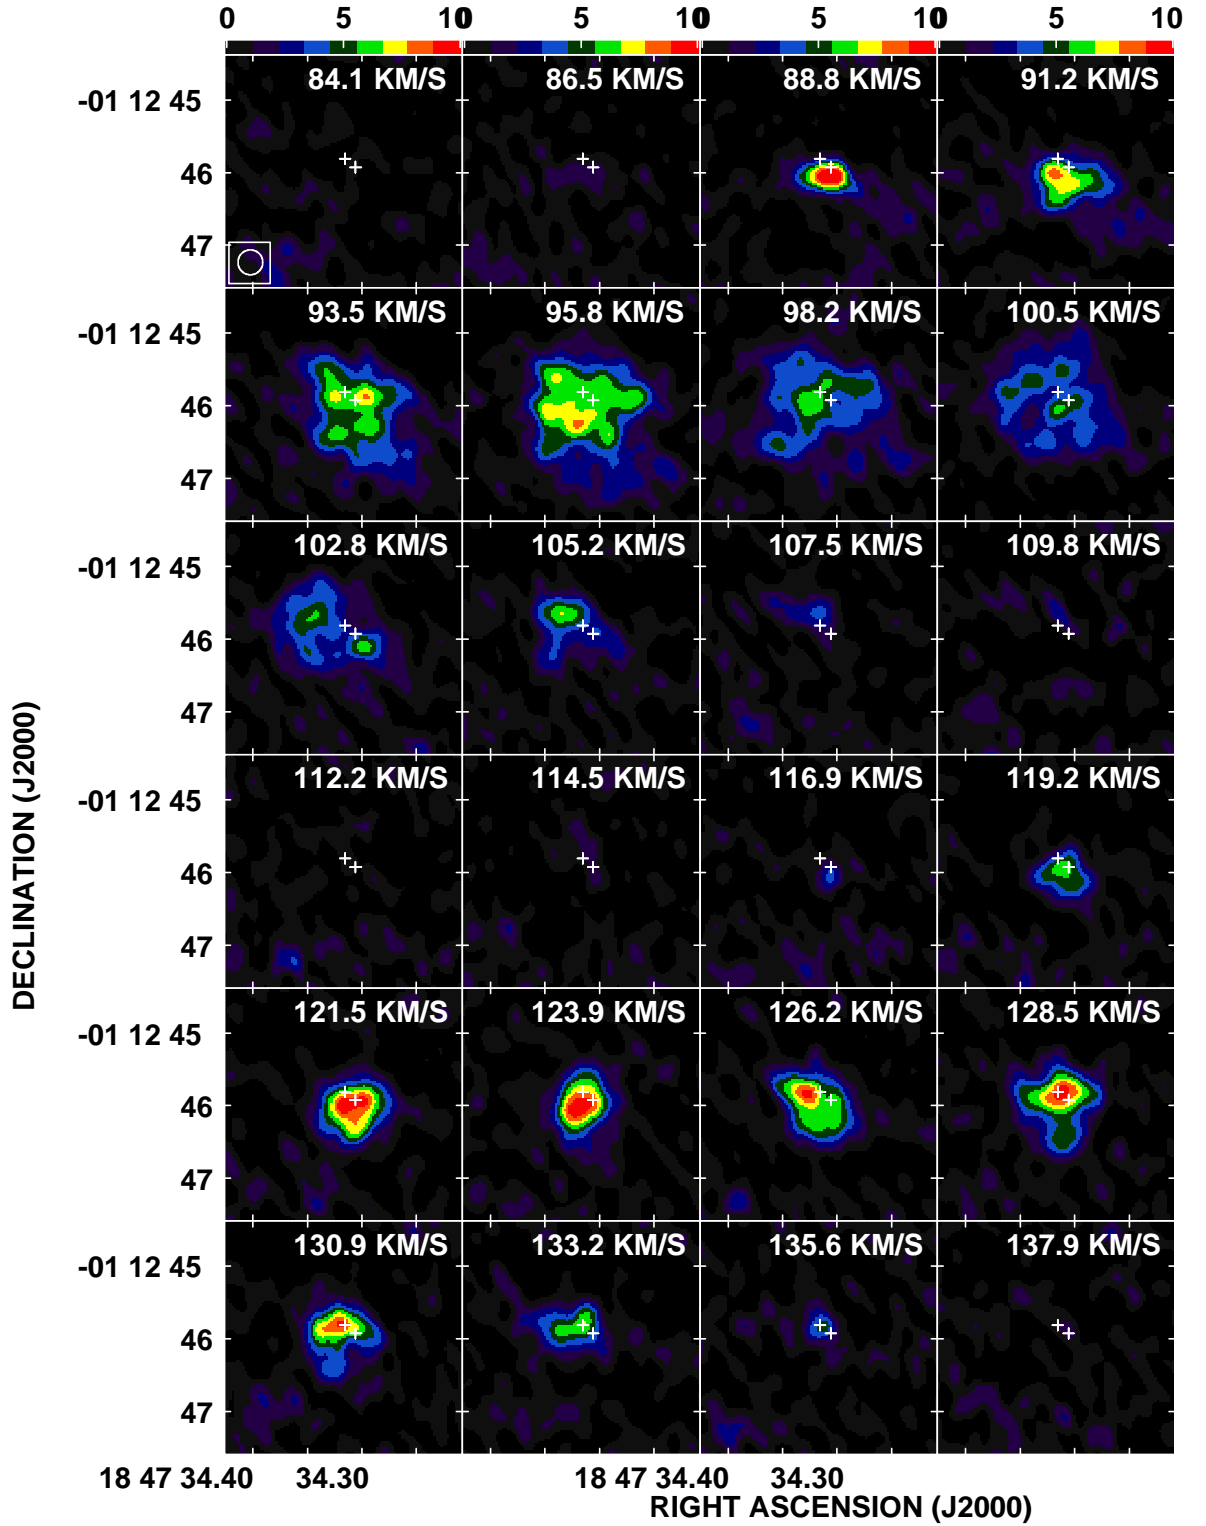 0 5 10 0 5 10 0 5 10 0 5 10
84.1 KM/S 86.5 KM/S 88.8 KM/S 91.2 KM/S
-01 12 45
46
47
93.5 KM/S 95.8 KM/S 98.2 KM/S 100.5 KM/S
-01 12 45
46
47
102.8 KM/S 105.2 KM/S 107.5 KM/S 109.8 KM/S
-01 12 45
46
47
DECLINATION (J2000)
112.2 KM/S 114.5 KM/S 116.9 KM/S 119.2 KM/S
-01 12 45
46
47
121.5 KM/S 123.9 KM/S 126.2 KM/S 128.5 KM/S
-01 12 45
46
47
130.9 KM/S 133.2 KM/S 135.6 KM/S 137.9 KM/S
-01 12 45
46
47
18 47 34.40 34.30 18 47 34.40 34.30
RIGHT ASCENSION (J2000)